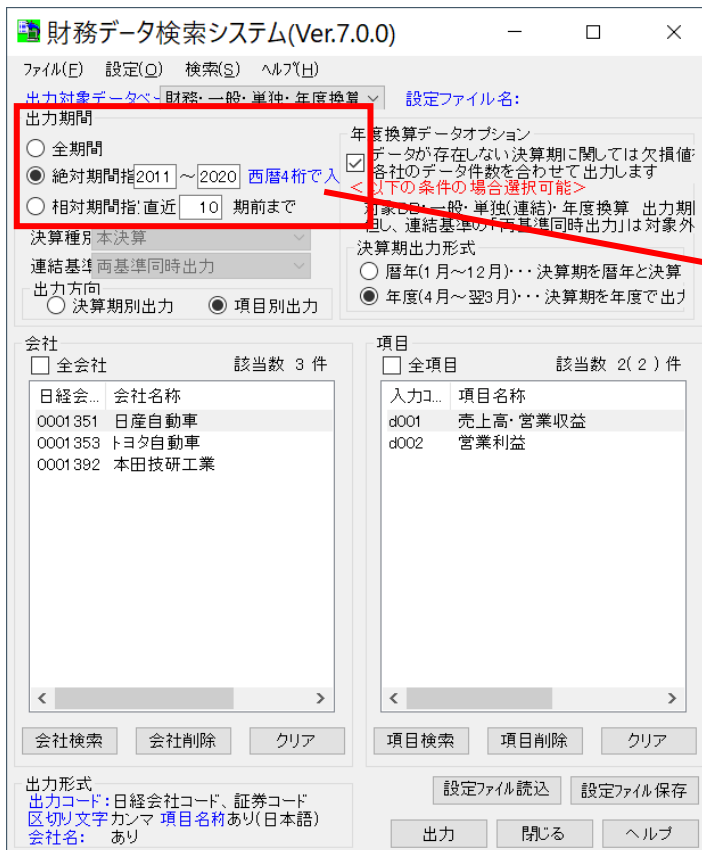 財務データ検索システム(Ver.7.0.0)
ファイル(F) 設定(O) 検索(S) ヘルプ(H)
出力対象データベー 財務・一般・単独・年度換算 設定ファイル名:
出力期間
全期間
絶対期間指 2011 ～ 2020 西暦4桁で入
相対期間指 直近 10 期前まで
年度換算データオプション
データが存在しない決算期に関しては欠損値
各社のデータ件数を合わせて出力します
<以下の条件の場合選択可能>
対象DB・一般・単独(連結)・年度換算 出力期
但し、連結基準の「両基準同時出力」は対象外
決算種別 本決算
連結基準 両基準同時出力
出力方向
決算期別出力 項目別出力
決算期出力形式
暦年(1月～12月)・・・決算期を暦年と決算
年度(4月～翌3月)・・・決算期を年度で出力
会社
全会社 該当数 3 件
日経会... 会社名称
0001351 日産自動車
0001353 トヨタ自動車
0001392 本田技研工業
会社検索 会社削除 クリア
項目
全項目 該当数 2( 2 ) 件
入力コ... 項目名称
d001 売上高・営業収益
d002 営業利益
項目検索 項目削除 クリア
出力形式
出力コード: 日経会社コード、証券コード
区切り文字 カンマ 項目名称 あり(日本語)
会社名: あり
設定ファイル読込 設定ファイル保存
出力 閉じる ヘルプ